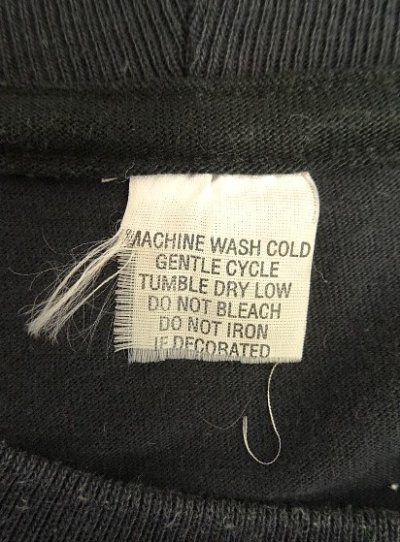 MACHINE WASH COLD
GENTLE CYCLE
TUMBLE DRY LOW
DO NOT BLEACH
DO NOT IRON
IF DECORATED